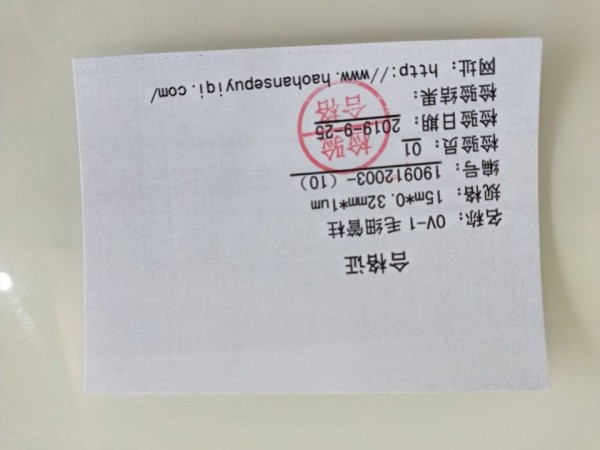 合格证
名称：OV-1 毛细管柱
规格：15m*0.32mm*1um
编号：190912003-（10）
检验员：01
检验日期：2019-9-25
检验结果：
检验
合格
网址：http://www.haohansepuyiqi.com/